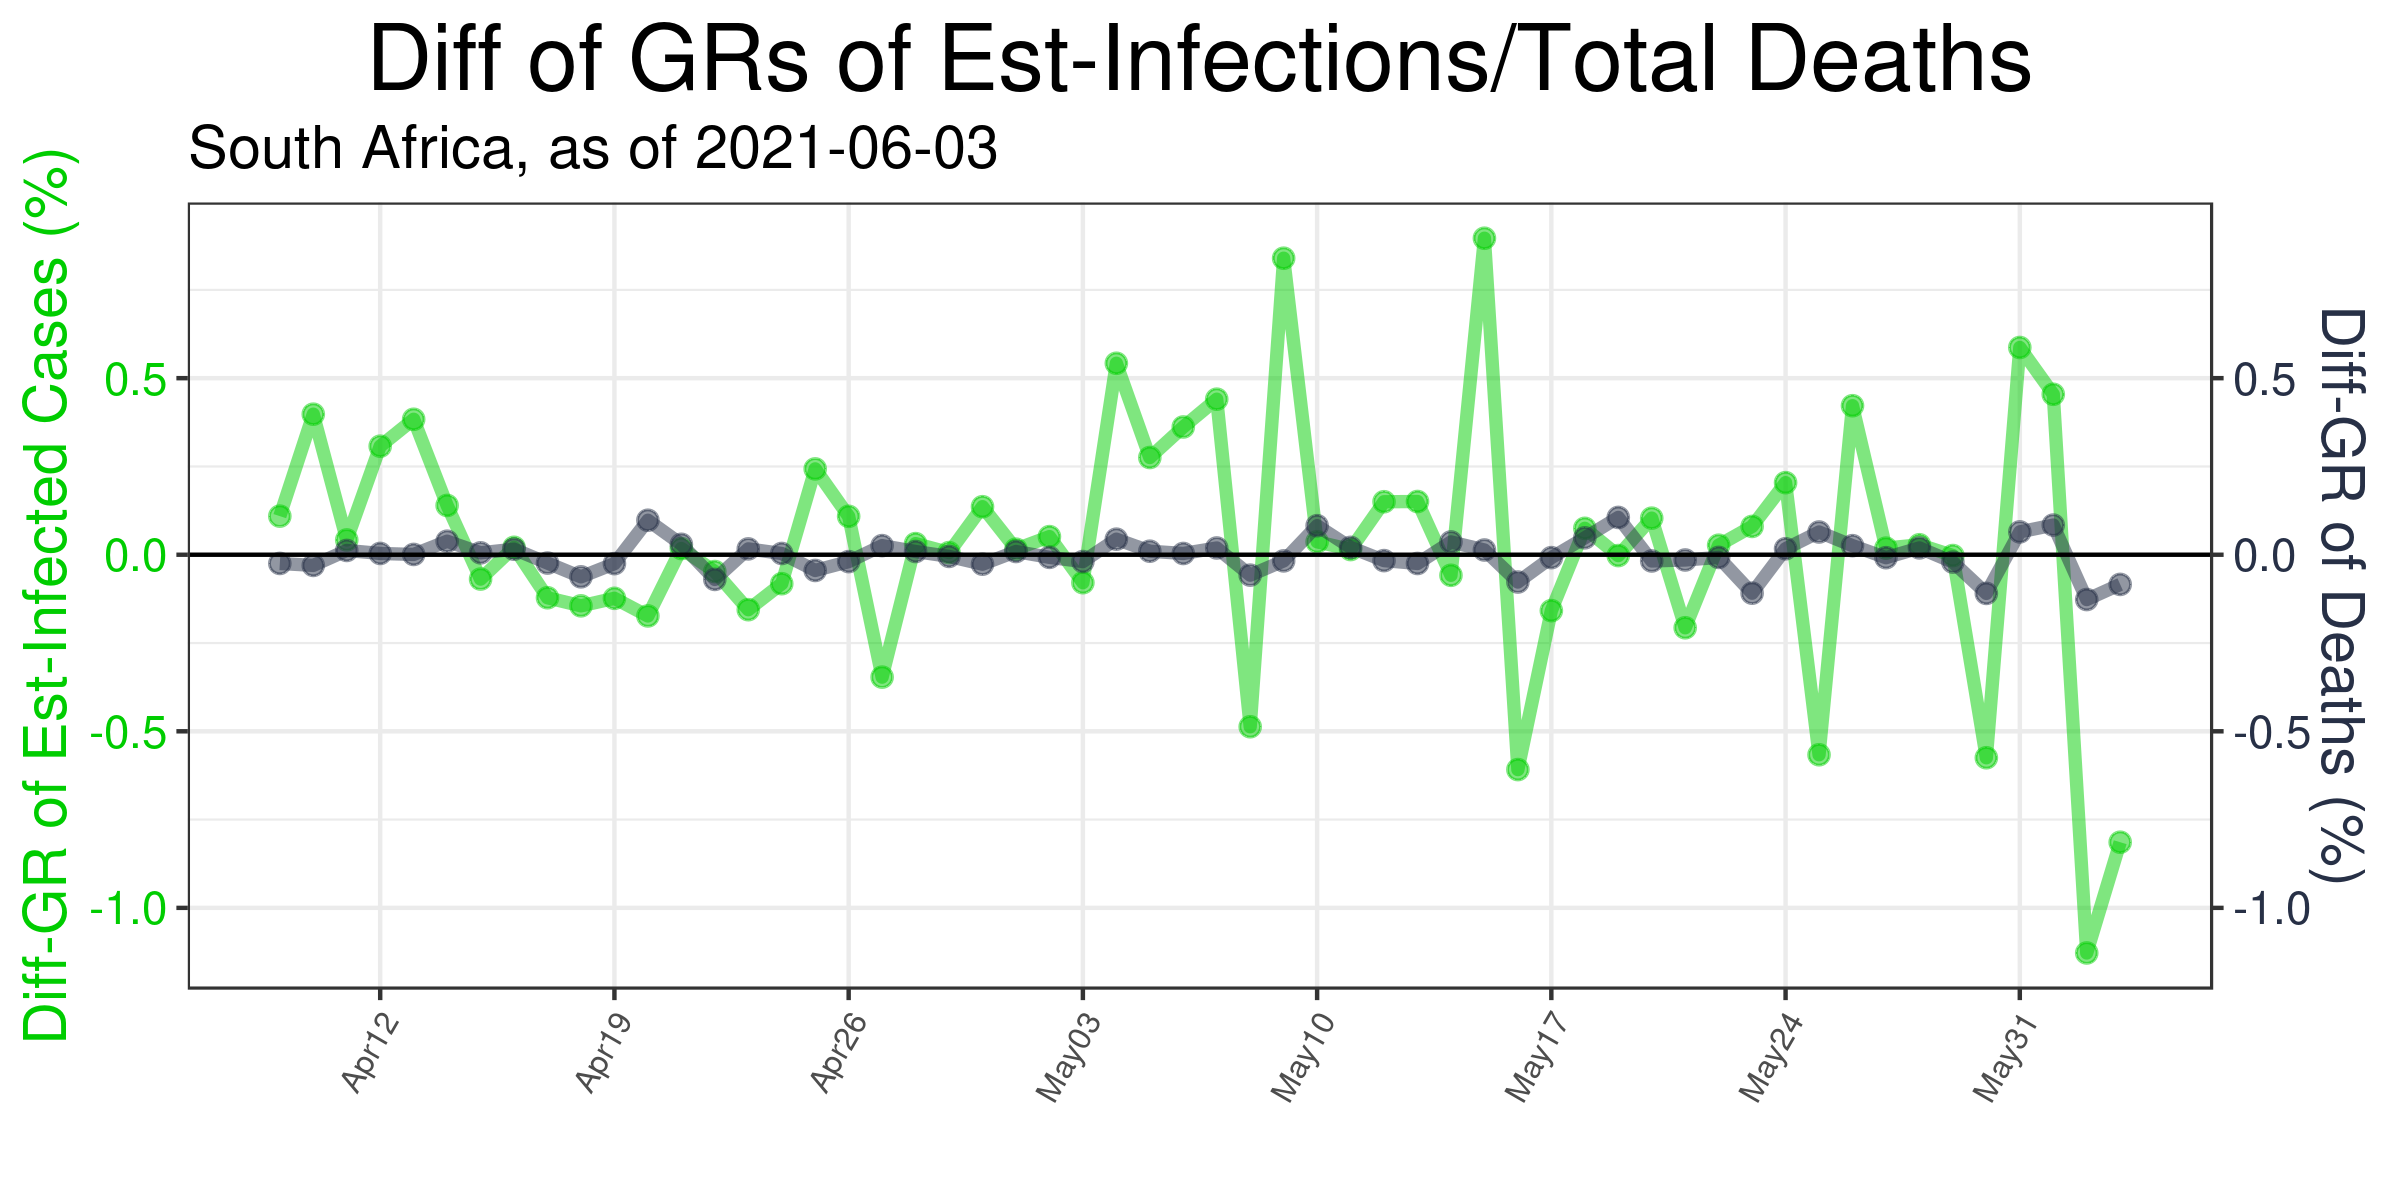 Diff of GRs of Est-Infections/Total Deaths
South Africa, as of 2021-06-03
Diff-GR of Est-Infected Cases (%)
0.5
0.0
-0.5
-1.0
0.5
0.0
-0.5
-1.0
Diff-GR of Deaths (%)
Apr12
Apr19
Apr26
May03
May10
May17
May24
May31